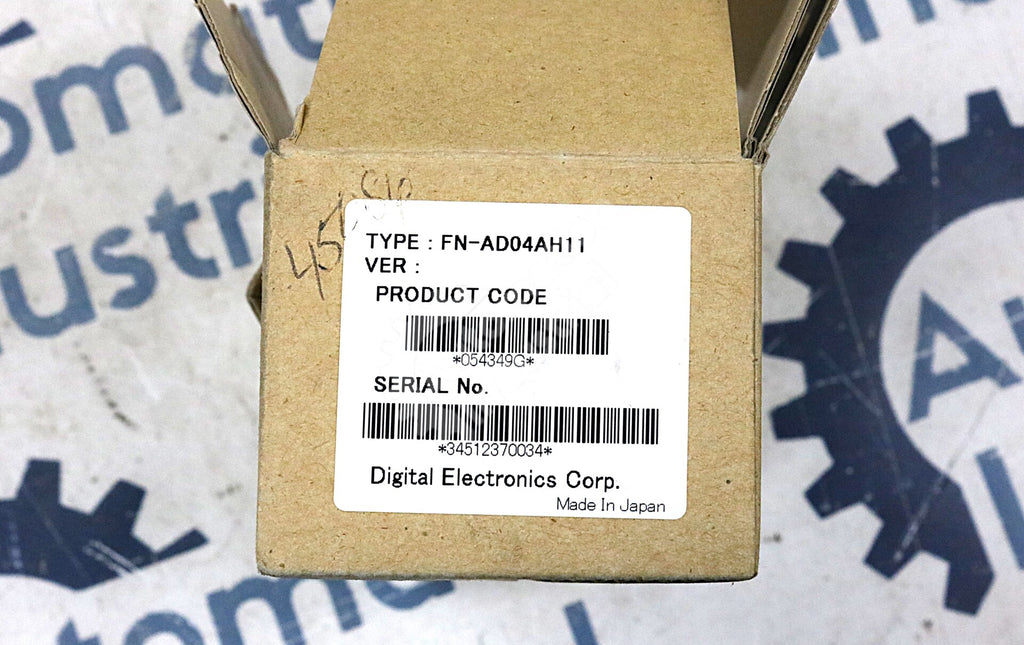 TYPE : FN-AD04AH11
VER :
PRODUCT CODE
*054349G*
SERIAL No.
*34512370034*
Digital Electronics Corp.
Made In Japan